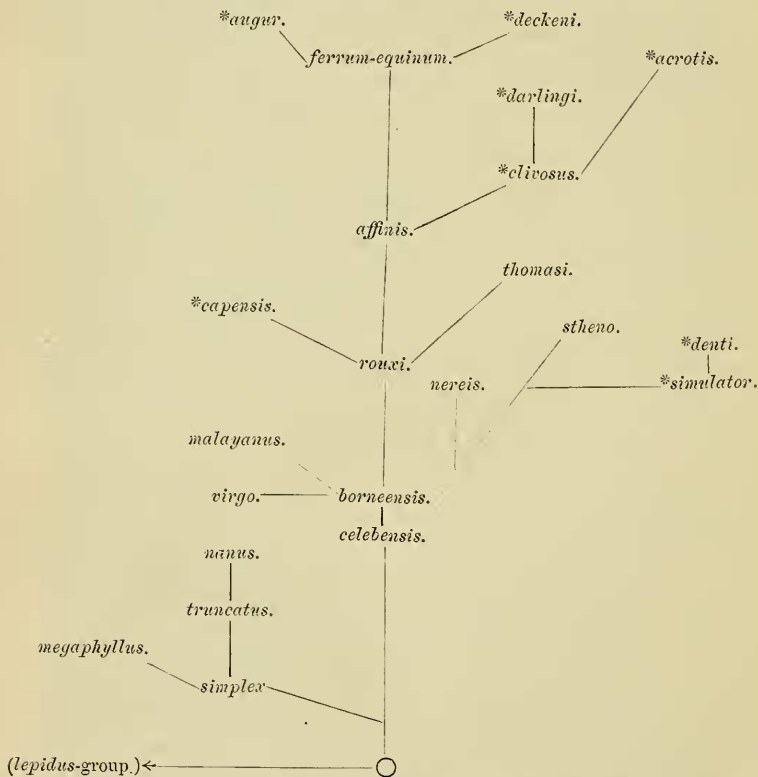 *augur.
*deckeni.
ferrum-equinum.
*acrotis.
*darlingi.
*clivosus.
affinis.
thomasi.
*capensis.
stheno.
*denti.
rouxi.
nereis.
*simulator.
malayanus.
virgo.
borneensis.
celebensis.
nanus.
truncatus.
megaphyllus.
simplex
(lepidus-group.)